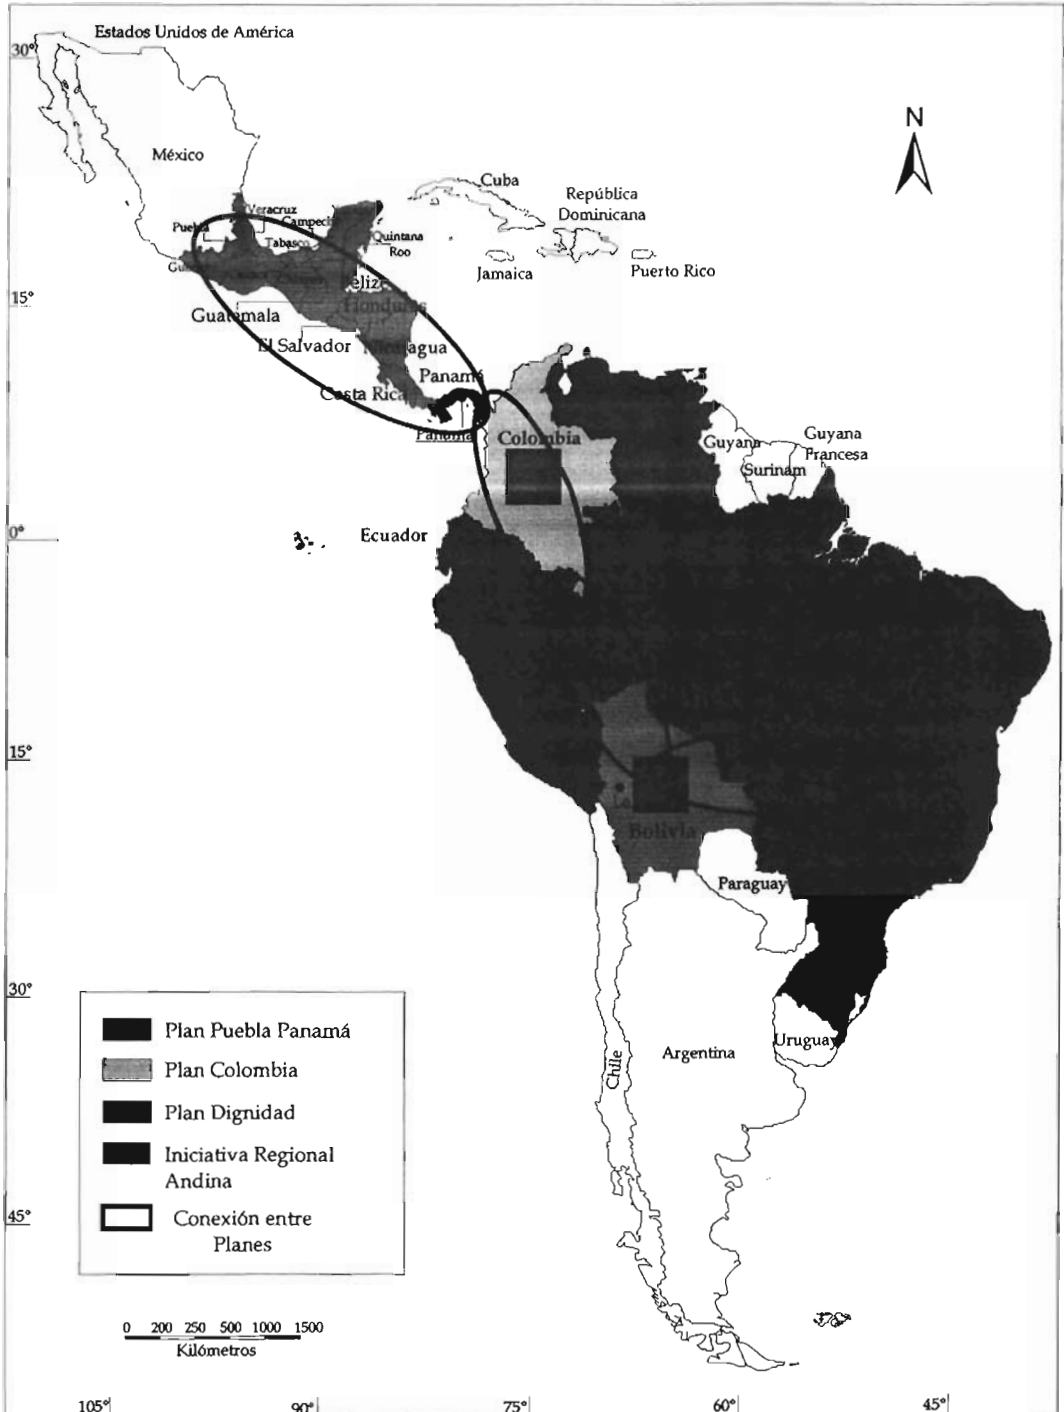 Estados Unidos de América
30°
N
México
Cuba
República
Dominicana
Veracruz
Puebla
Campeche
Tabasco
Quintana
Roo
Jamaica
Puerto Rico
15°
Honduras
Guatemala
El Salvador
Nicaragua
Panamá
Costa Rica
Panamá
Colombia
Guyana
Guyana
Francesa
Surinam
0°
Ecuador
15°
Bolivia
Paraguay
30°
Plan Puebla Panamá
Uruguay
Argentina
Chile
Plan Colombia
Plan Dignidad
Iniciativa Regional
Andina
Conexión entre
Planes
45°
0 200 250 500 1000 1500
Kilómetros
105° 90° 75° 60° 45°